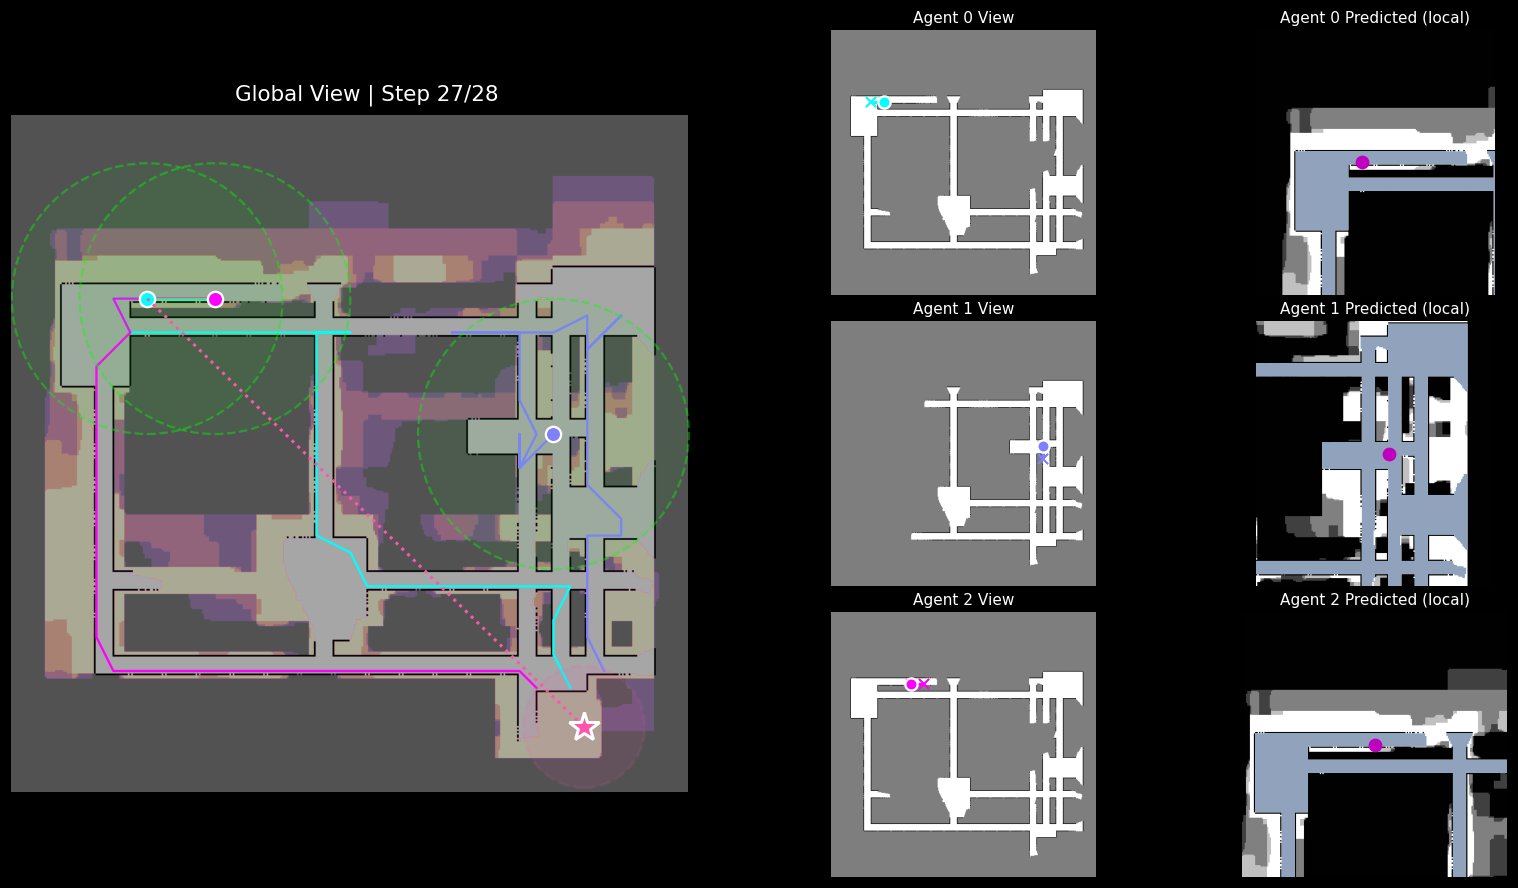 Global View | Step 27/28
Agent 0 View
Agent 0 Predicted (local)
Agent 1 View
Agent 1 Predicted (local)
Agent 2 View
Agent 2 Predicted (local)